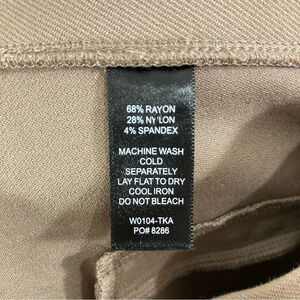 68% RAYON
28% NYLON
4% SPANDEX
MACHINE WASH
COLD
SEPARATELY
LAY FLAT TO DRY
COOL IRON
DO NOT BLEACH
W0104-TKA
PO# 8286